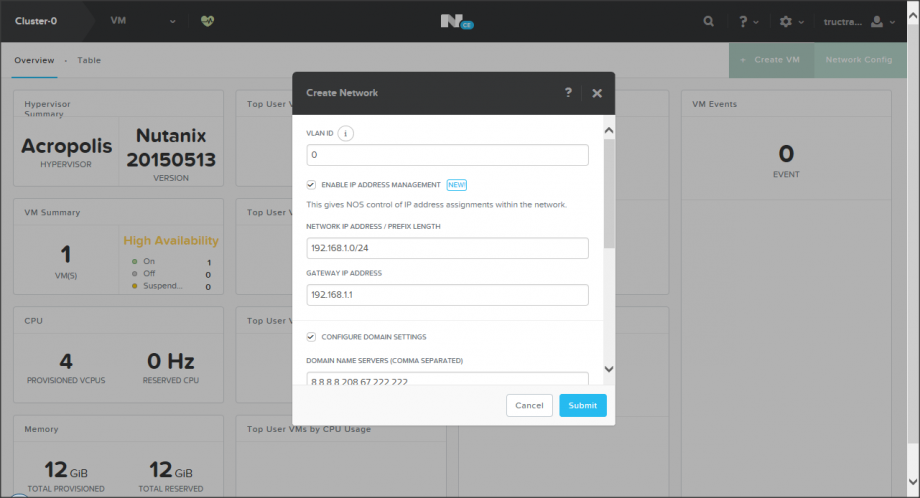 Cluster-0
VM
N
CE
?
tructra...
Overview · Table
+ Create VM
Network Config
Hypervisor
Summary
Acropolis
HYPERVISOR
Nutanix
20150513
VERSION
Top User V
VM Events
0
EVENT
VM Summary
1
VM(S)
High Availability
On 1
Off 0
Suspend... 0
Top User V
CPU
4
PROVISIONED VCPUS
0 Hz
RESERVED CPU
Top User V
Memory
12 GiB
TOTAL PROVISIONED
12 GiB
TOTAL RESERVED
Top User VMs by CPU Usage
Create Network
?
VLAN ID
i
0
ENABLE IP ADDRESS MANAGEMENT NEW!
This gives NOS control of IP address assignments within the network.
NETWORK IP ADDRESS / PREFIX LENGTH
192.168.1.0/24
GATEWAY IP ADDRESS
192.168.1.1
CONFIGURE DOMAIN SETTINGS
DOMAIN NAME SERVERS (COMMA SEPARATED)
8.8.8.8,208.67.222.222
Cancel
Submit